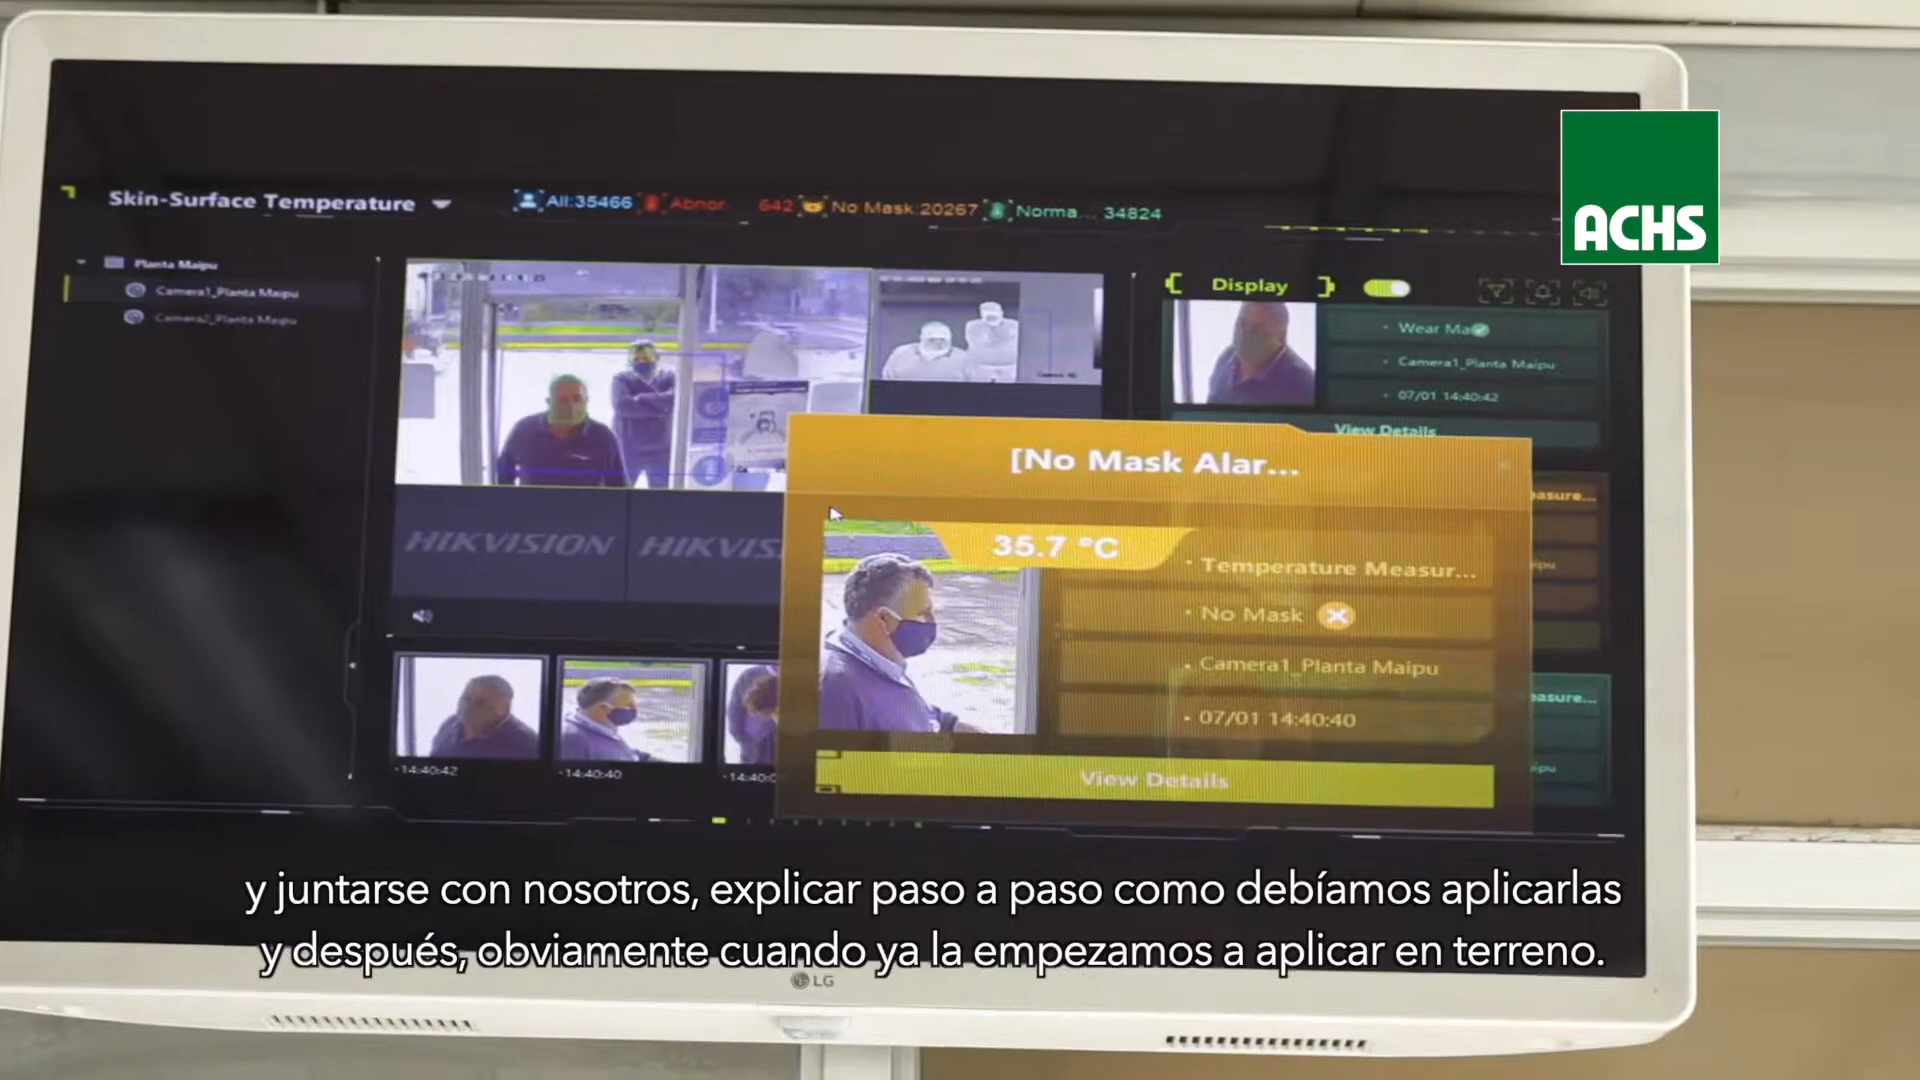 ACHS
Skin-Surface Temperature
All:35466
Abnor 642
No Mask:20267
Norma... 34824
Planta Maipu
Camera1_Planta Maipu
Camera2_Planta Maipu
Display
Wear Ma
Camera1_Planta Maipu
07/01 14:40:42
View Details
[No Mask Alar...
35.7 °C
Temperature Measur...
No Mask
Camera1_Planta Maipu
07/01 14:40:40
View Details
easure...
HIKVISION
HIKVIS
14:40:42
14:40:40
y juntarse con nosotros, explicar paso a paso como debíamos aplicarlas
y después, obviamente cuando ya la empezamos a aplicar en terreno.
LG